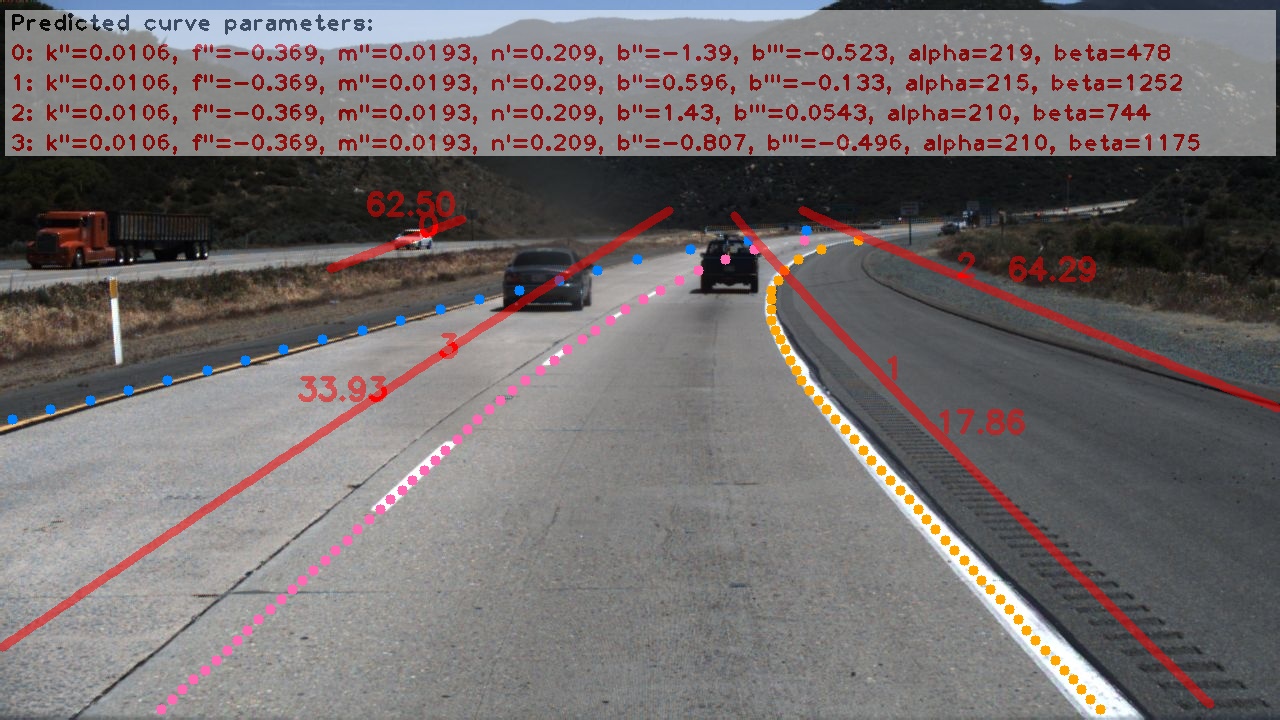 Predicted curve parameters:
0: k''=0.0106, f''=-0.369, m''=0.0193, n'=0.209, b''=-1.39, b'''=-0.523, alpha=219, beta=478
1: k''=0.0106, f''=-0.369, m''=0.0193, n'=0.209, b''=0.596, b'''=-0.133, alpha=215, beta=1252
2: k''=0.0106, f''=-0.369, m''=0.0193, n'=0.209, b''=1.43, b'''=0.0543, alpha=210, beta=744
3: k''=0.0106, f''=-0.369, m''=0.0193, n'=0.209, b''=-0.807, b'''=-0.496, alpha=210, beta=1175
62.50
0
2 64.29
3
1
33.93
17.86